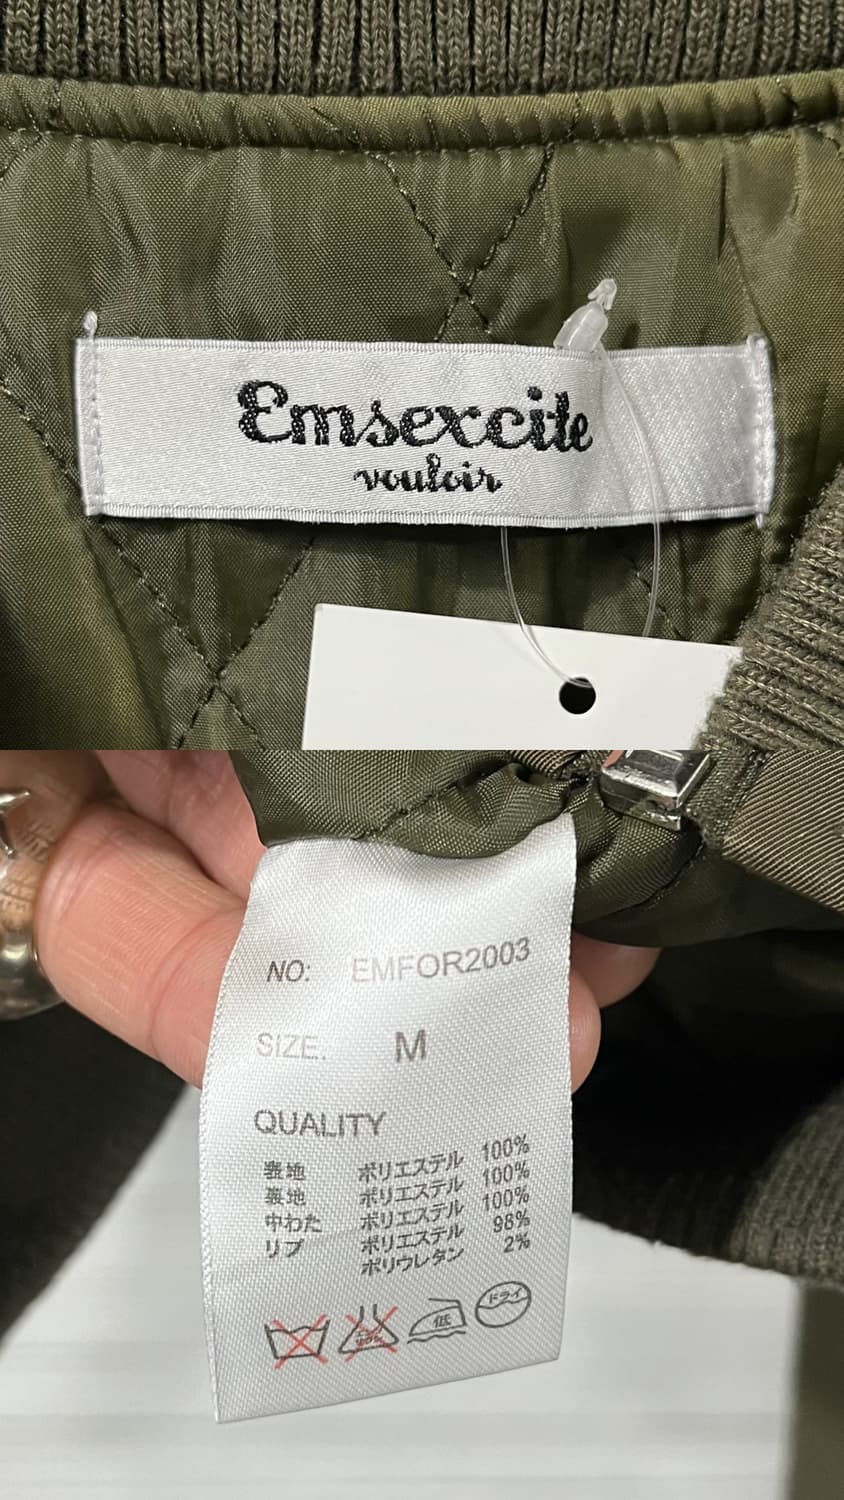 Emsexcite
vouloir
NO: EMFOR2003
SIZE. M
QUALITY
表地 ポリエステル 100%
裏地 ポリエステル 100%
中わた ポリエステル 100%
リブ ポリエステル 98%
ポリウレタン 2%
低 ドライ